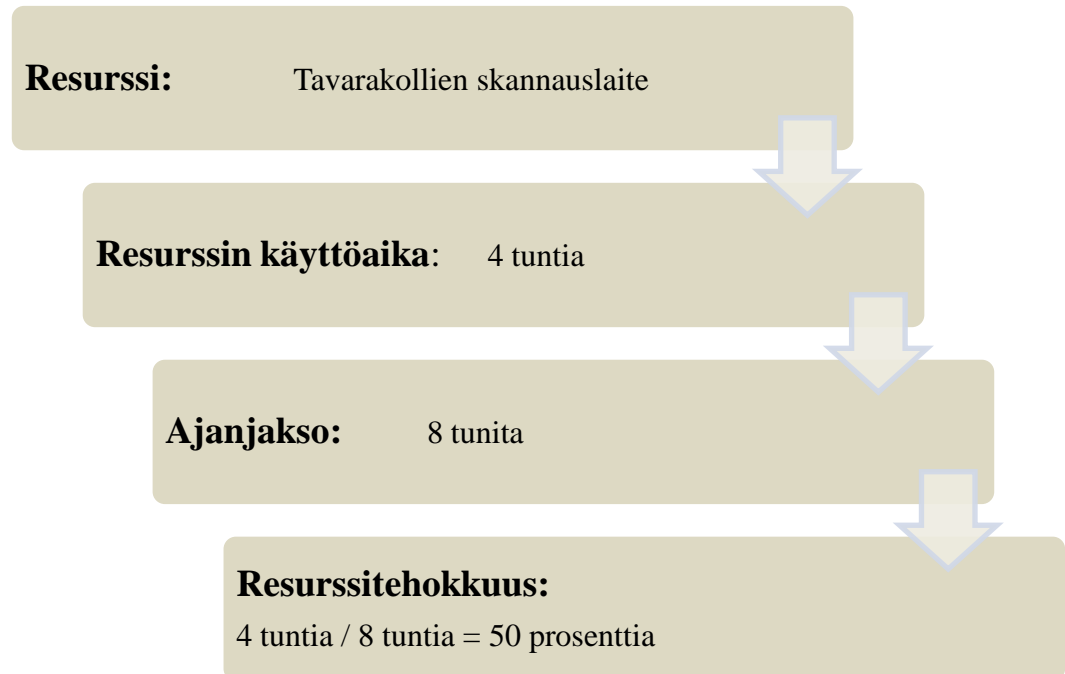 Resurssi: Tavarakollien skannauslaite
Resurssin käyttöaika: 4 tuntia
Ajanjakso: 8 tunita
Resurssitehokkuus:
4 tuntia / 8 tuntia = 50 prosenttia